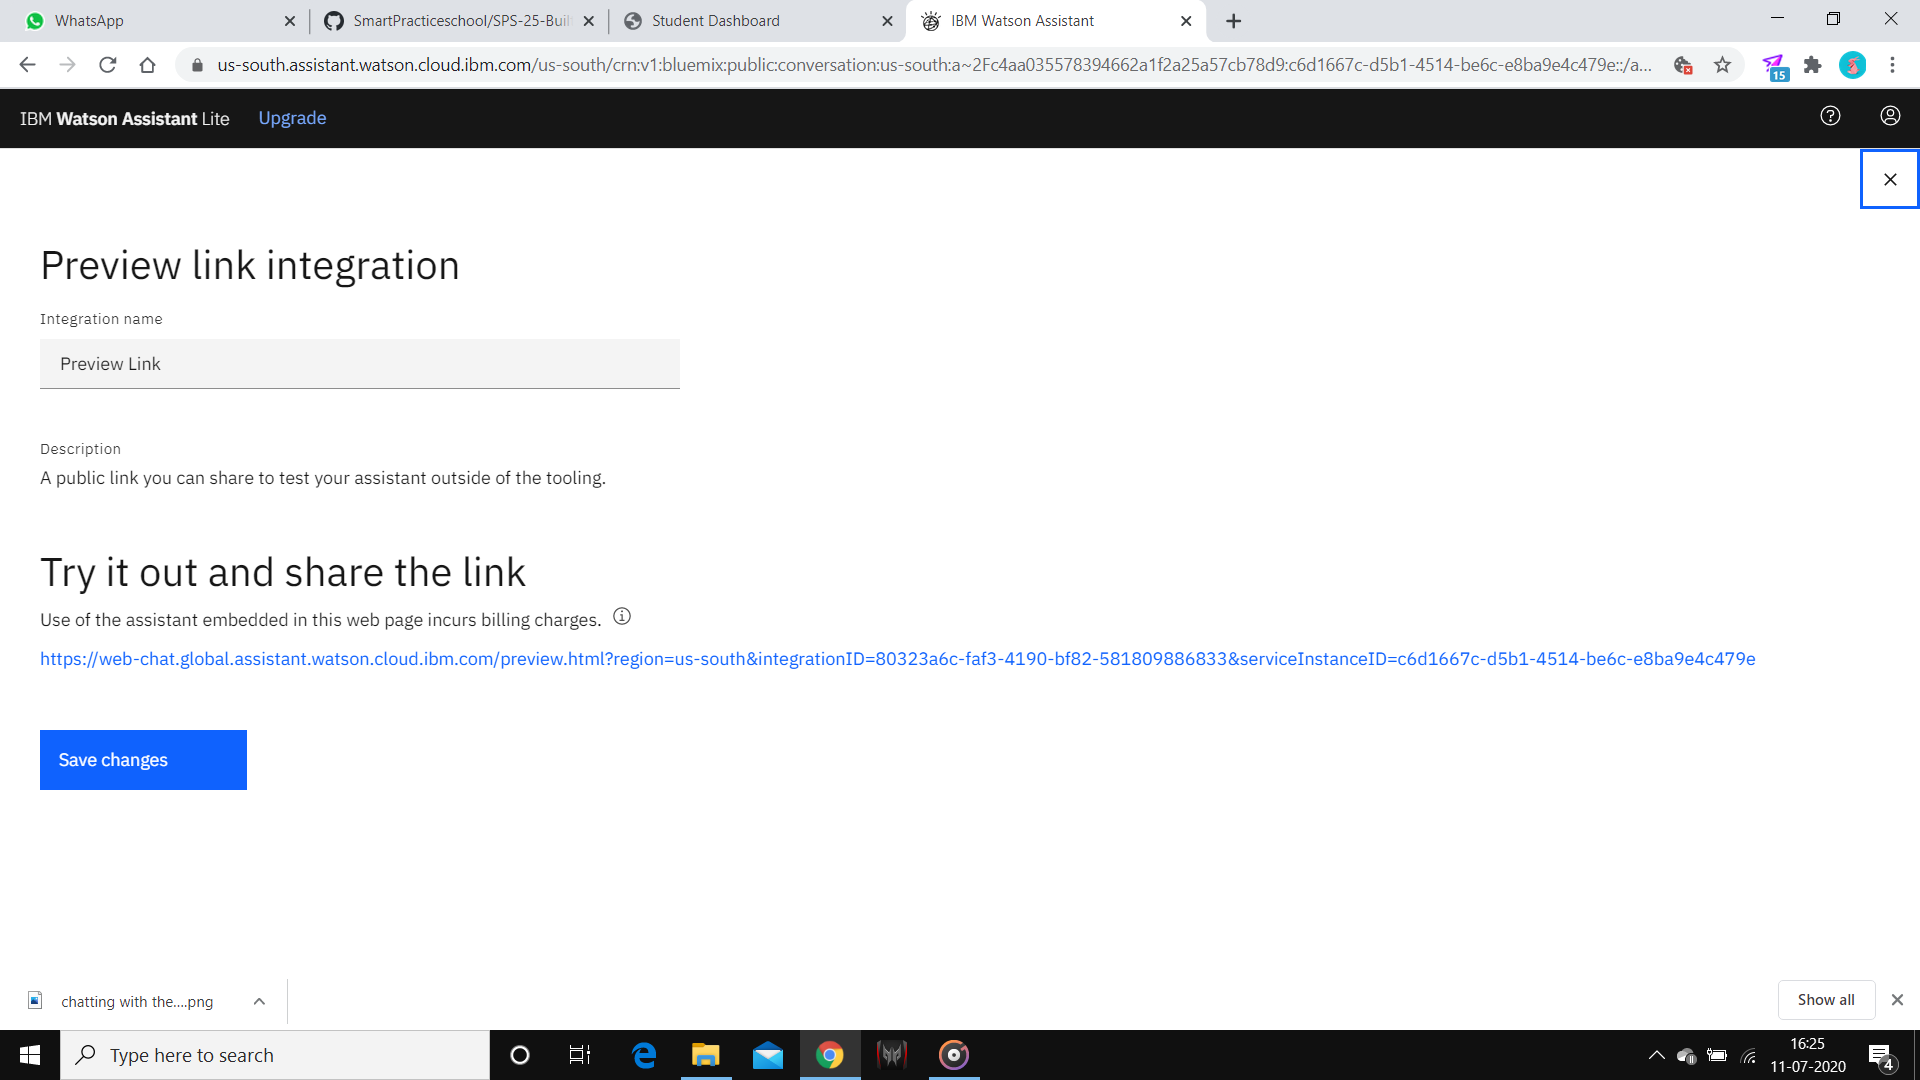 WhatsApp
SmartPracticeschool/SPS-25-Buil
Student Dashboard
IBM Watson Assistant
us-south.assistant.watson.cloud.ibm.com/us-south/crn:v1:bluemix:public:conversation:us-south:a~2Fc4aa035578394662a1f2a25a57cb78d9:c6d1667c-d5b1-4514-be6c-e8ba9e4c479e::/a...
15
IBM Watson Assistant Lite
Upgrade
Preview link integration
Integration name
Preview Link
Description
A public link you can share to test your assistant outside of the tooling.
Try it out and share the link
Use of the assistant embedded in this web page incurs billing charges.
https://web-chat.global.assistant.watson.cloud.ibm.com/preview.html?region=us-south&integrationID=80323a6c-faf3-4190-bf82-581809886833&serviceInstanceID=c6d1667c-d5b1-4514-be6c-e8ba9e4c479e
Save changes
chatting with the....png
Show all
Type here to search
16:25
11-07-2020
4